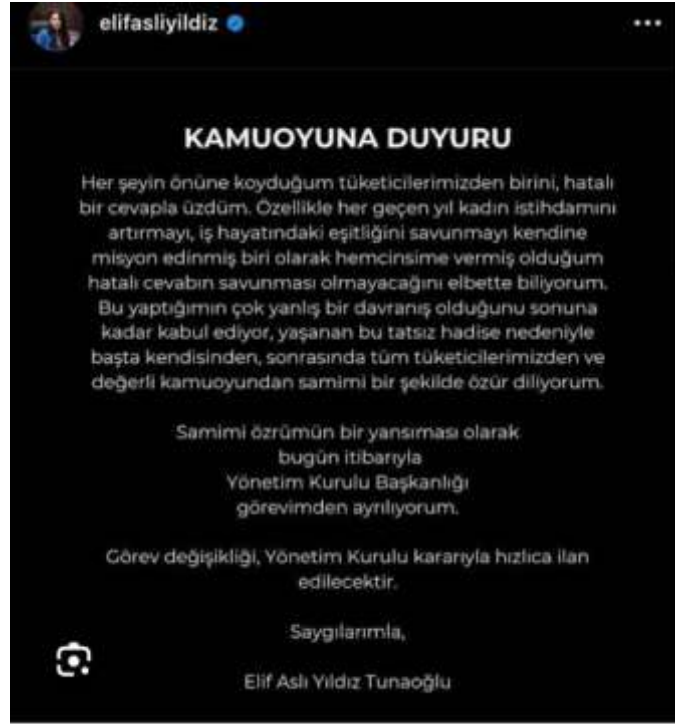 elifasliyildiz
KAMUOYUNA DUYURU
Her şeyin önüne koyduğum tüketicilerimizden birini, hatalı
bir cevapla üzdüm. Özellikle her geçen yıl kadın istihdamını
artırmayı, iş hayatındaki eşitliğini savunmayı kendine
misyon edinmiş biri olarak hemcinsime vermiş olduğum
hatalı cevabın savunması olmayacağını elbette biliyorum.
Bu yaptığımın çok yanlış bir davranış olduğunu sonuna
kadar kabul ediyor, yaşanan bu tatsız hadise nedeniyle
başta kendisinden, sonrasında tüm tüketicilerimizden ve
değerli kamuoyundan samimi bir şekilde özür diliyorum.
Samimi özrümün bir yansıması olarak
bugün itibarıyla
Yönetim Kurulu Başkanlığı
görevimden ayrılıyorum.
Görev değişikliği, Yönetim Kurulu kararıyla hızlıca ilan
edilecektir.
Saygılarımla,
Elif Aslı Yıldız Tunaoğlu